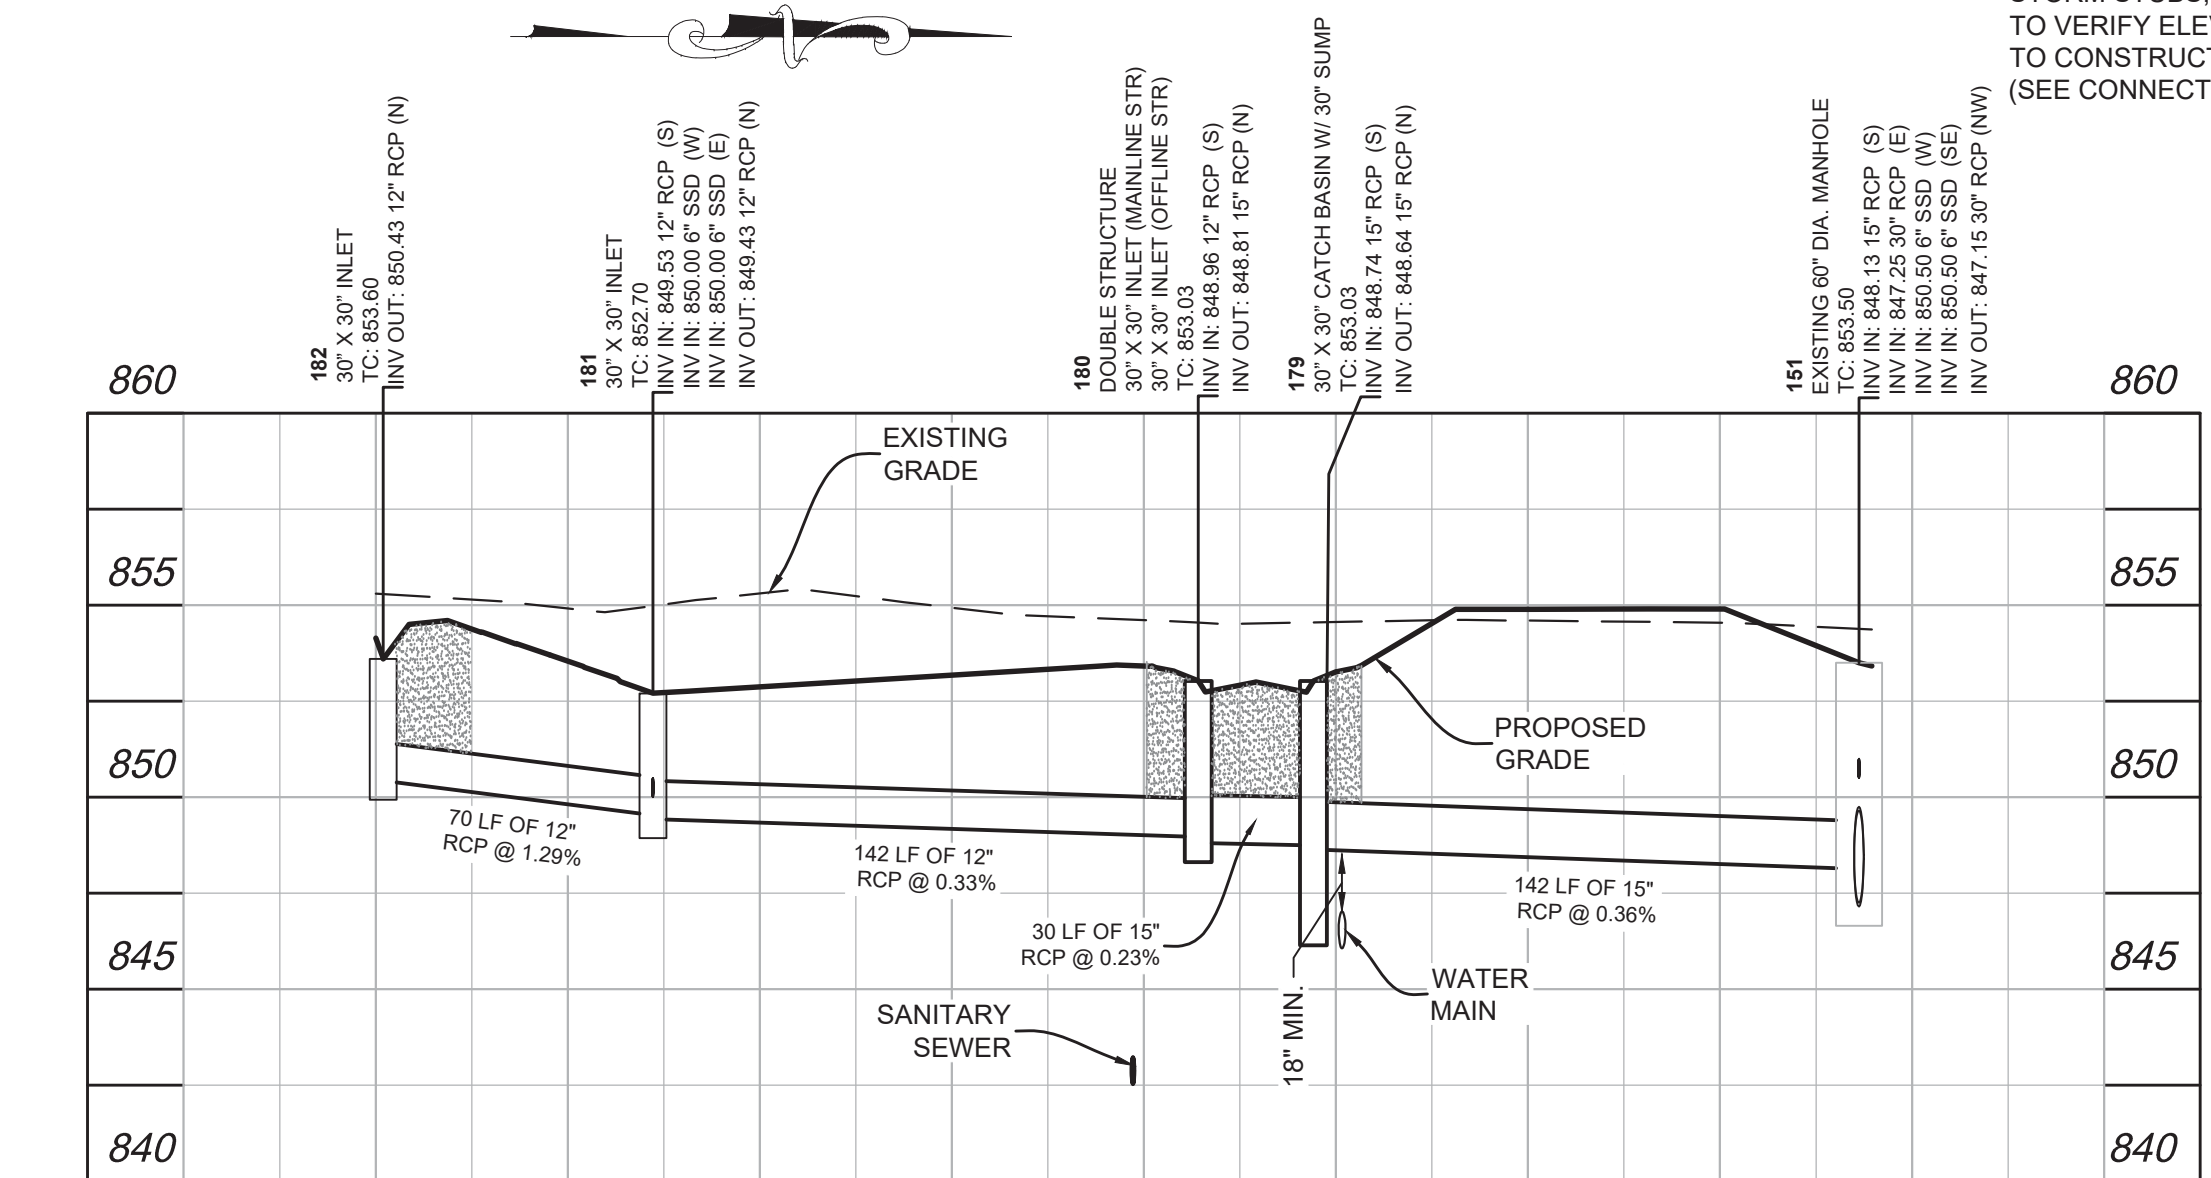 STORM STUBS,
TO VERIFY ELE
TO CONSTRUCT
(SEE CONNECT
182
30” X 30” INLET
TC: 853.60
INV OUT: 850.43 12" RCP (N)
181
30” X 30” INLET
TC: 852.70
INV IN: 849.53 12" RCP (S)
INV IN: 850.00 6" SSD (W)
INV IN: 850.00 6" SSD (E)
INV OUT: 849.43 12" RCP (N)
180
DOUBLE STRUCTURE
30” X 30” INLET (MAINLINE STR)
30” X 30” INLET (OFFLINE STR)
TC: 853.03
INV IN: 848.96 12" RCP (S)
INV OUT: 848.81 15" RCP (N)
179
30” X 30” CATCH BASIN W/ 30" SUMP
TC: 853.03
INV IN: 848.74 15" RCP (S)
INV OUT: 848.64 15" RCP (N)
151
EXISTING 60" DIA. MANHOLE
TC: 853.50
INV IN: 848.13 15" RCP (S)
INV IN: 847.25 30" RCP (E)
INV IN: 850.50 6" SSD (W)
INV IN: 850.50 6" SSD (SE)
INV OUT: 847.15 30" RCP (NW)
860
860
EXISTING
GRADE
855
855
PROPOSED
GRADE
850
850
70 LF OF 12"
RCP @ 1.29%
142 LF OF 12"
RCP @ 0.33%
142 LF OF 15"
RCP @ 0.36%
30 LF OF 15"
RCP @ 0.23%
845
845
WATER
MAIN
18" MIN.
SANITARY
SEWER
840
840